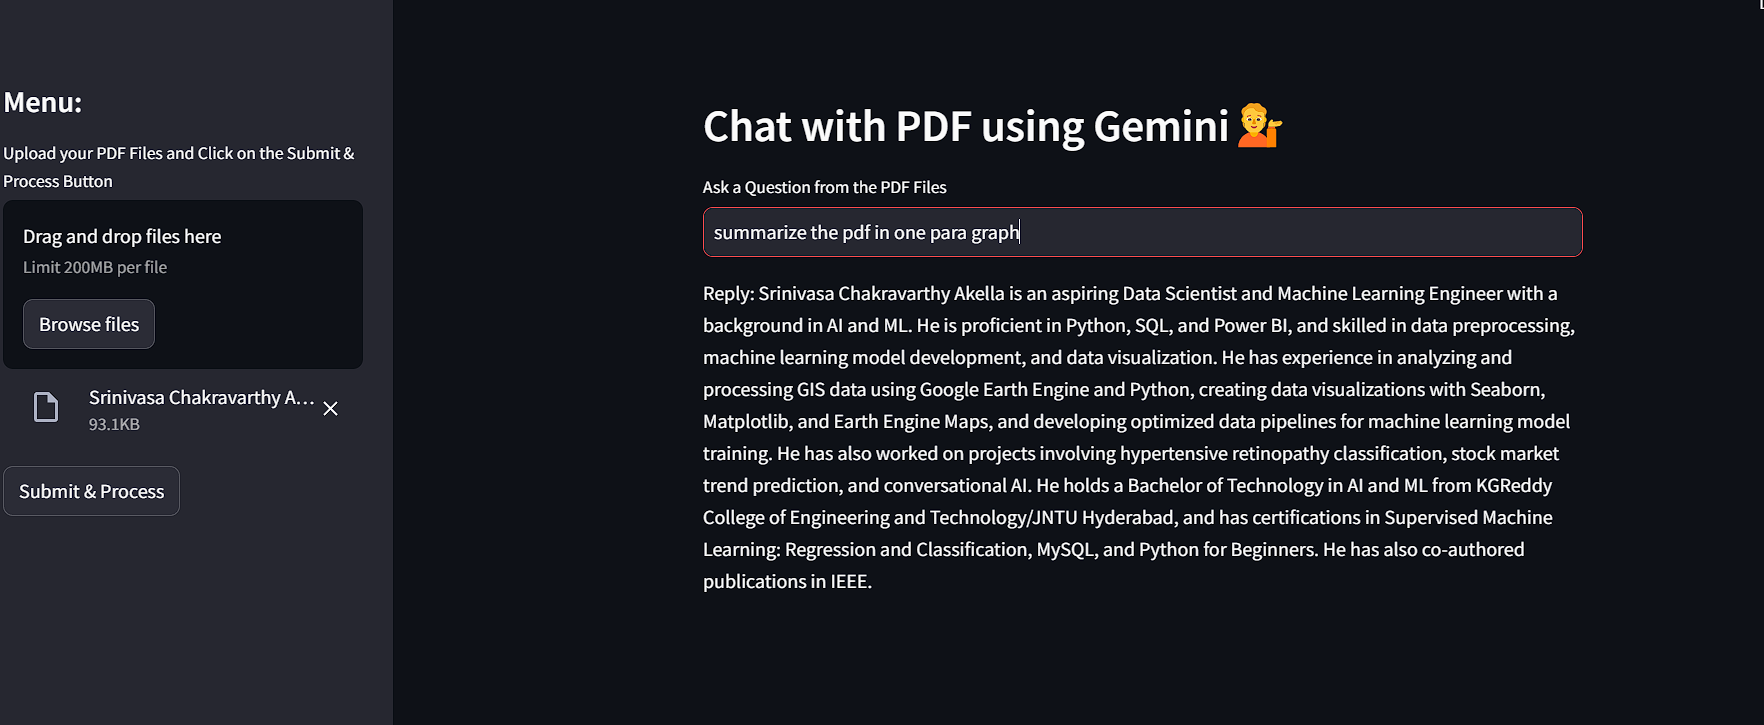 Menu:
Upload your PDF Files and Click on the Submit &
Process Button
Drag and drop files here
Limit 200MB per file
Browse files
Srinivasa Chakravarthy A...
93.1KB
Submit & Process
Chat with PDF using Gemini 💁
Ask a Question from the PDF Files
summarize the pdf in one para graph
Reply: Srinivasa Chakravarthy Akella is an aspiring Data Scientist and Machine Learning Engineer with a
background in AI and ML. He is proficient in Python, SQL, and Power BI, and skilled in data preprocessing,
machine learning model development, and data visualization. He has experience in analyzing and
processing GIS data using Google Earth Engine and Python, creating data visualizations with Seaborn,
Matplotlib, and Earth Engine Maps, and developing optimized data pipelines for machine learning model
training. He has also worked on projects involving hypertensive retinopathy classification, stock market
trend prediction, and conversational AI. He holds a Bachelor of Technology in AI and ML from KGReddy
College of Engineering and Technology/JNTU Hyderabad, and has certifications in Supervised Machine
Learning: Regression and Classification, MySQL, and Python for Beginners. He has also co-authored
publications in IEEE.